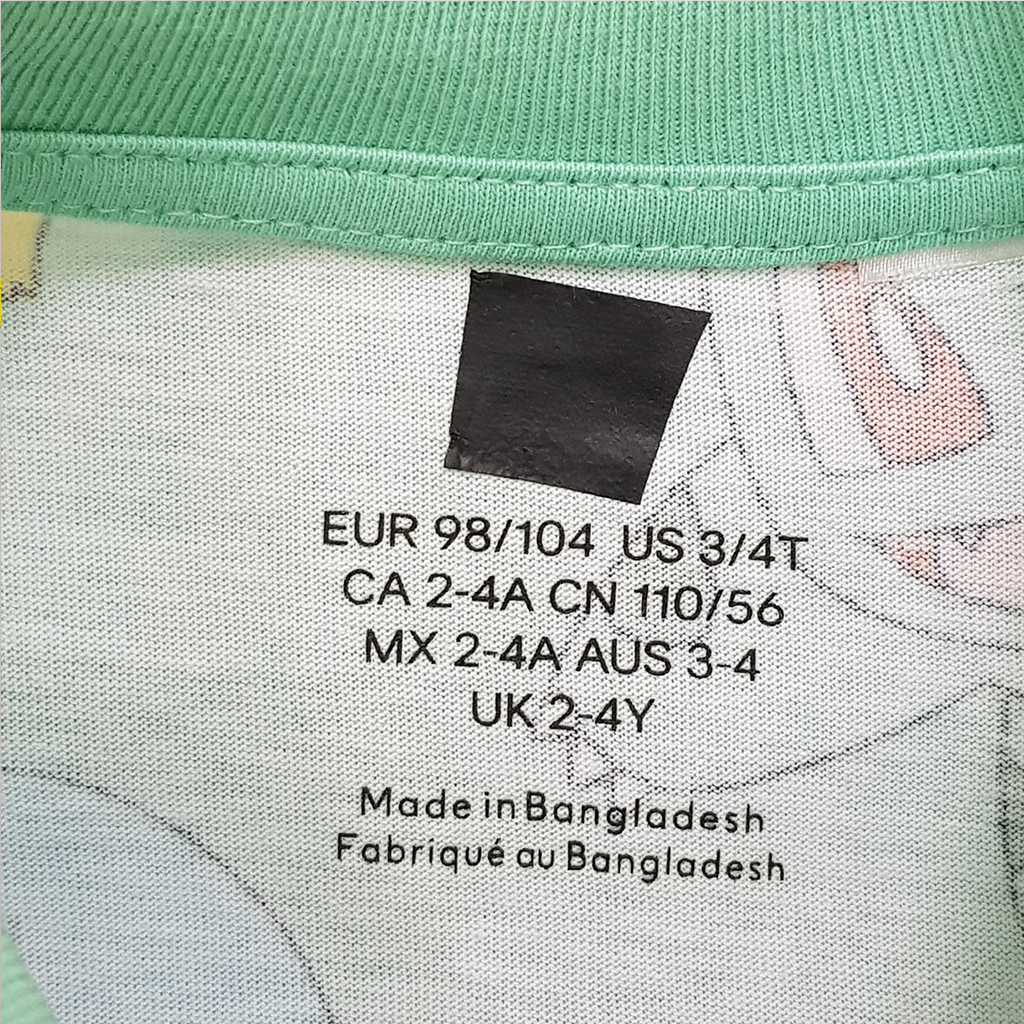 EUR 98/104 US 3/4T
CA 2-4A CN 110/56
MX 2-4A AUS 3-4
UK 2-4Y
Made in Bangladesh
Fabriqué au Bangladesh